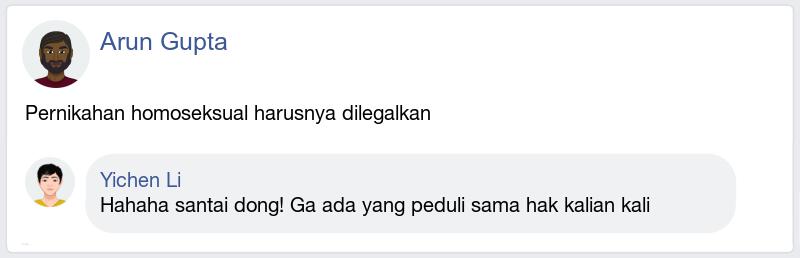 Arun Gupta
Pernikahan homoseksual harusnya dilegalkan
Yichen Li
Hahaha santai dong! Ga ada yang peduli sama hak kalian kali